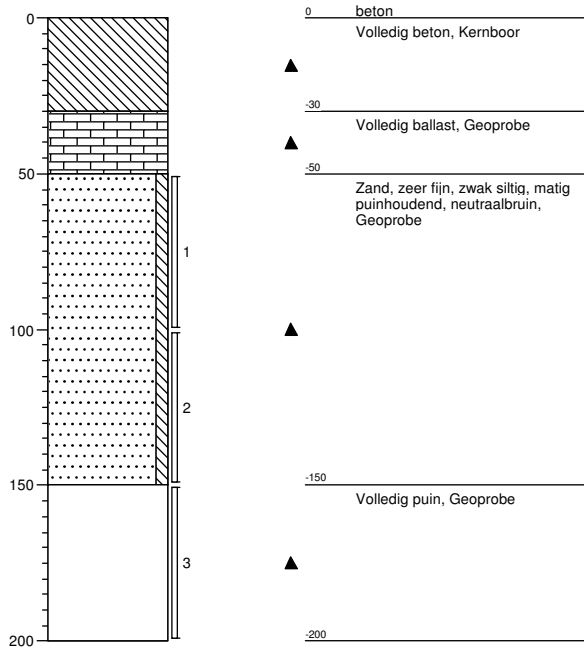 0
50
100
150
200
1
2
3
0
beton
Volledig beton, Kernboor
-30
Volledig ballast, Geoprobe
-50
Zand, zeer fijn, zwak siltig, matig
puinhoudend, neutraalbruin,
Geoprobe
-150
Volledig puin, Geoprobe
-200